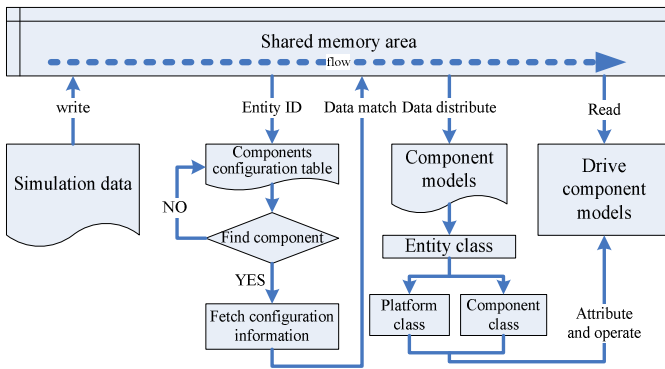 Shared memory area
flow
write
Entity ID
Data match
Data distribute
Read
Simulation data
Components
configuration table
NO
Find component
YES
Fetch configuration
information
Component
models
Entity class
Platform
class
Component
class
Drive
component
models
Attribute
and operate